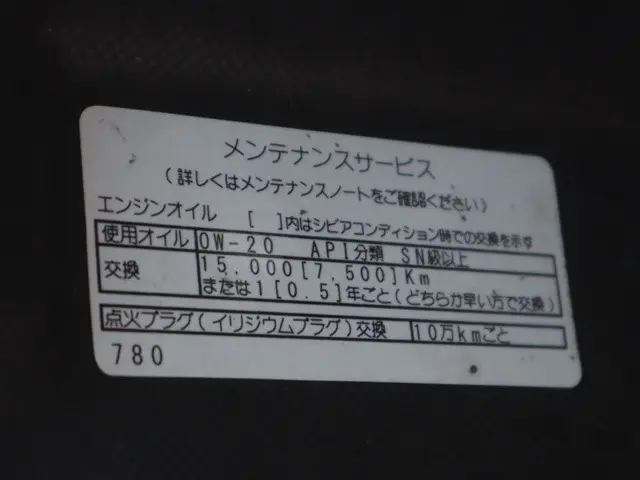 メンテナンスサービス
(詳しくはメンテナンスノートをご確認ください)
エンジンオイル [ ]内はシビアコンディション時での交換を示す
使用オイル 0W-20 API分類 SN級以上
交換 15,000[7,500]Km
または1[0.5]年ごと(どちらか早い方で交換)
点火プラグ(イリジウムプラグ)交換 10万kmごと
780